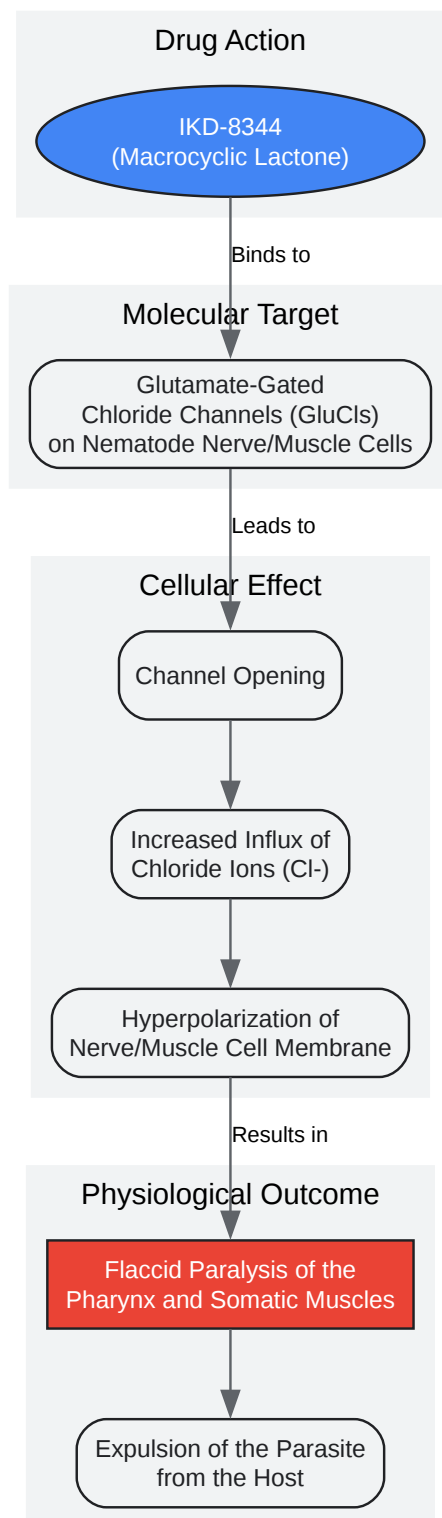 Drug Action
IKD-8344
(Macrocyclic Lactone)
Binds to
Molecular Target
Glutamate-Gated
Chloride Channels (GluCls)
on Nematode Nerve/Muscle Cells
Leads to
Cellular Effect
Channel Opening
Increased Influx of
Chloride Ions (Cl-)
Hyperpolarization of
Nerve/Muscle Cell Membrane
Results in
Physiological Outcome
Flaccid Paralysis of the
Pharynx and Somatic Muscles
Expulsion of the Parasite
from the Host